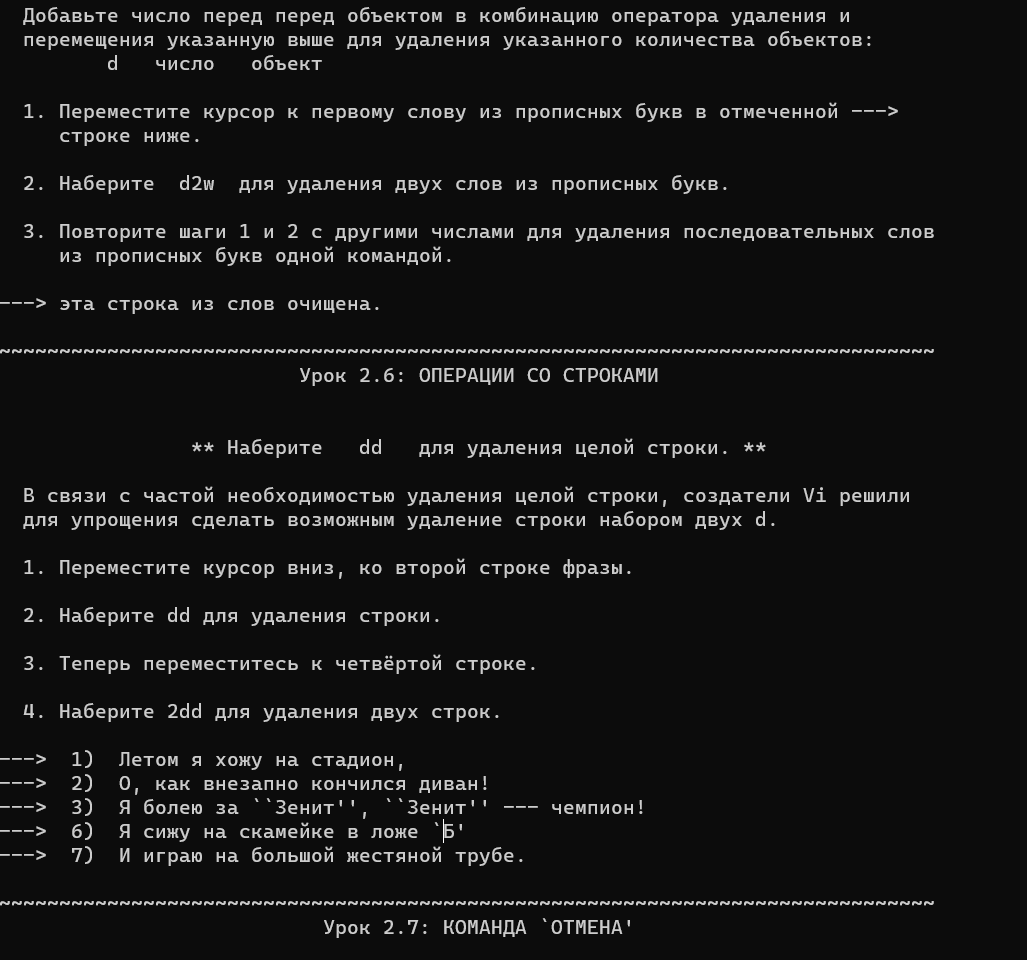 Добавьте число перед перед объектом в комбинацию оператора удаления и
перемещения указанную выше для удаления указанного количества объектов:
d   число   объект
1. Переместите курсор к первому слову из прописных букв в отмеченной --->
строке ниже.
2. Наберите  d2w  для удаления двух слов из прописных букв.
3. Повторите шаги 1 и 2 с другими числами для удаления последовательных слов
из прописных букв одной командой.
---> эта строка из слов очищена.
~~~~~~~~~~~~~~~~~~~~~~~~~~~~~~~~~~~~~~~~~~~~~~~~~~~~~~~~~~~~~~~~~~~~~~~~~~~~~~
Урок 2.6: ОПЕРАЦИИ СО СТРОКАМИ
** Наберите   dd   для удаления целой строки. **
В связи с частой необходимостью удаления целой строки, создатели Vi решили
для упрощения сделать возможным удаление строки набором двух d.
1. Переместите курсор вниз, ко второй строке фразы.
2. Наберите dd для удаления строки.
3. Теперь переместитесь к четвёртой строке.
4. Наберите 2dd для удаления двух строк.
--->  1)  Летом я хожу на стадион,
--->  2)  О, как внезапно кончился диван!
--->  3)  Я болею за ``Зенит'', ``Зенит'' --- чемпион!
--->  6)  Я сижу на скамейке в ложе `Б'
--->  7)  И играю на большой жестяной трубе.
~~~~~~~~~~~~~~~~~~~~~~~~~~~~~~~~~~~~~~~~~~~~~~~~~~~~~~~~~~~~~~~~~~~~~~~~~~~~~~
Урок 2.7: КОМАНДА `ОТМЕНА'